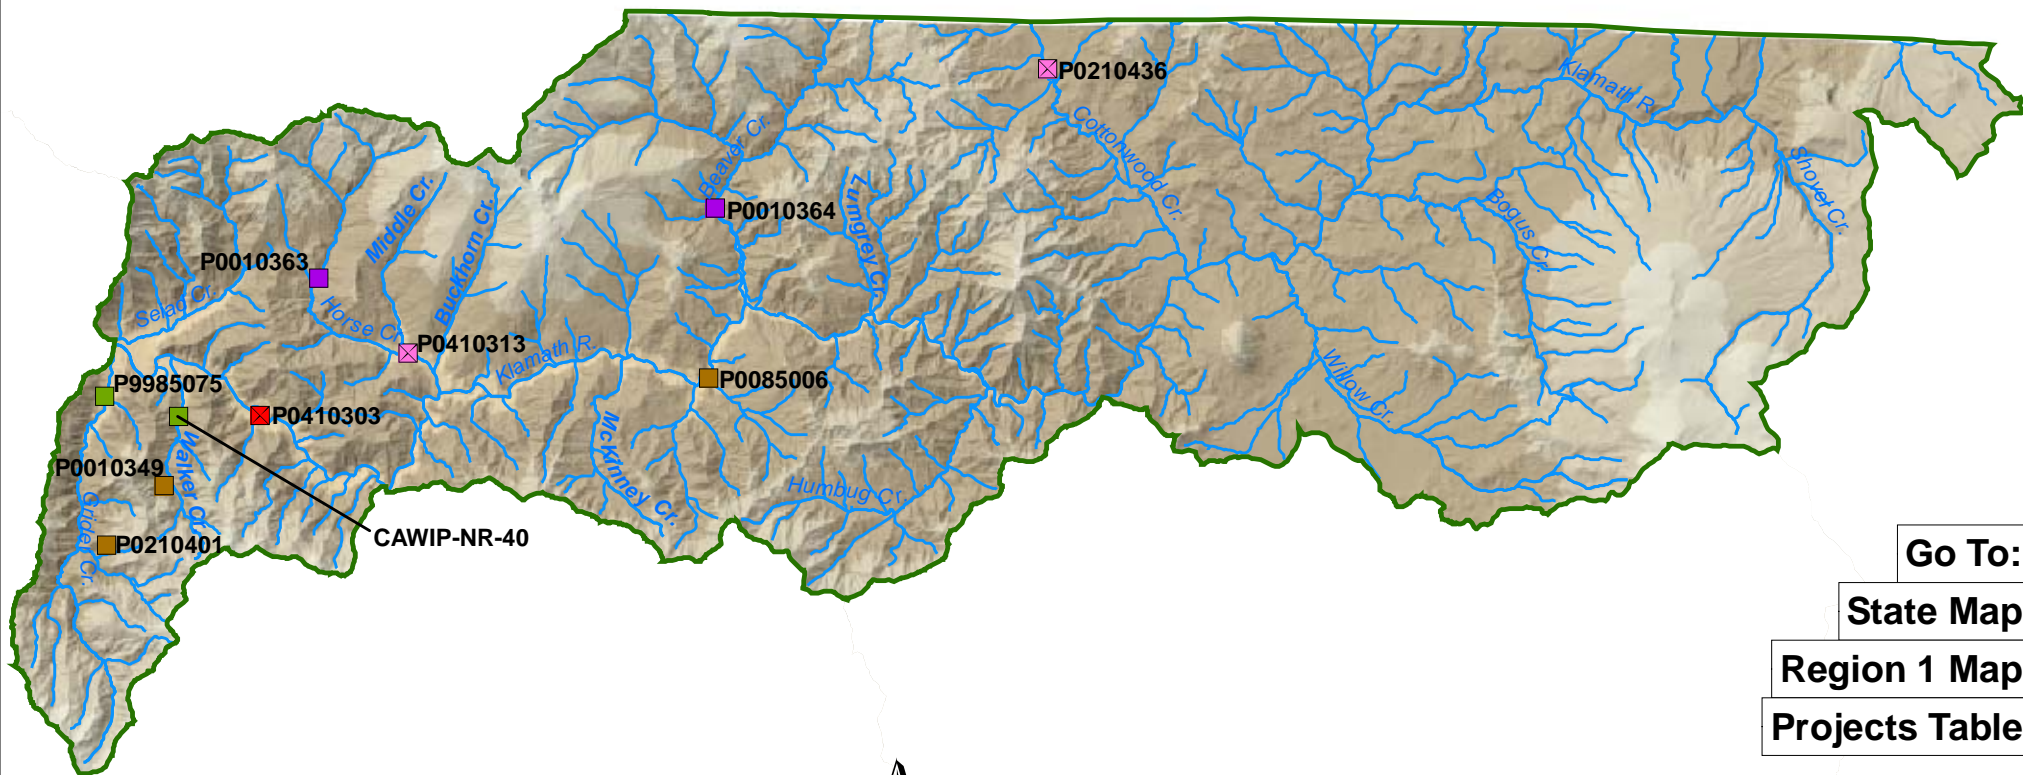 P0210436
Klamath R.
Cottonwood Cr.
Beaver Cr.
Shovel Cr.
P0010364
Lumgrey Cr.
Bogus Cr.
Middle Cr.
Buckhorn Cr.
P0010363
Seiad Cr.
Horse Cr.
P0410313
Klamath R.
P0085006
Willow Cr.
P9985075
P0410303
McKinney Cr.
P0010349
Walker Cr.
Humbug Cr.
Grider Cr.
P0210401
CAWIP-NR-40
Go To:
State Map
Region 1 Map
Projects Table